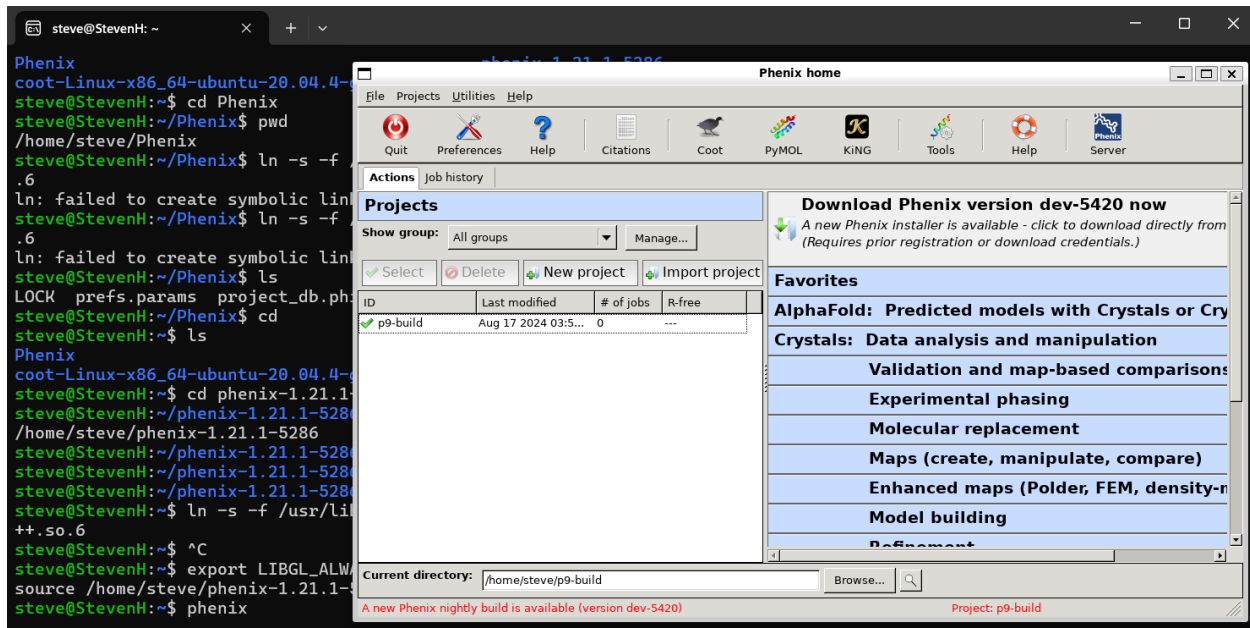 steve@StevenH: ~
Phenix phenix-1.21.1-5286
coot-Linux-x86_64-ubuntu-20.04.4-
steve@StevenH:~$ cd Phenix
steve@StevenH:~/Phenix$ pwd
/home/steve/Phenix
steve@StevenH:~/Phenix$ ln -s -f /
.6
ln: failed to create symbolic lin
steve@StevenH:~/Phenix$ ln -s -f /
.6
ln: failed to create symbolic lin
steve@StevenH:~/Phenix$ ls
LOCK prefs.params project_db.ph
steve@StevenH:~/Phenix$ cd
steve@StevenH:~$ ls
Phenix
coot-Linux-x86_64-ubuntu-20.04.4-
steve@StevenH:~$ cd phenix-1.21.1-
steve@StevenH:~/phenix-1.21.1-528
/home/steve/phenix-1.21.1-5286
steve@StevenH:~/phenix-1.21.1-528
steve@StevenH:~/phenix-1.21.1-528
steve@StevenH:~/phenix-1.21.1-528
steve@StevenH:~$ ln -s -f /usr/li
++.so.6
steve@StevenH:~$ ^C
steve@StevenH:~$ export LIBGL_ALW
source /home/steve/phenix-1.21.1-
steve@StevenH:~$ phenix
Phenix home
File Projects Utilities Help
Quit Preferences Help Citations Coot PyMOL KiNG Tools Help Server
Phenix
Actions Job history
Projects
Show group: All groups Manage...
Select Delete New project Import project
ID Last modified # of jobs R-free
p9-build Aug 17 2024 03:5... 0 ---
Download Phenix version dev-5420 now
A new Phenix installer is available - click to download directly from
(Requires prior registration or download credentials.)
Favorites
AlphaFold: Predicted models with Crystals or Cry
Crystals: Data analysis and manipulation
Validation and map-based comparisons
Experimental phasing
Molecular replacement
Maps (create, manipulate, compare)
Enhanced maps (Polder, FEM, density-m
Model building
Refinement
Current directory: /home/steve/p9-build Browse...
A new Phenix nightly build is available (version dev-5420) Project: p9-build